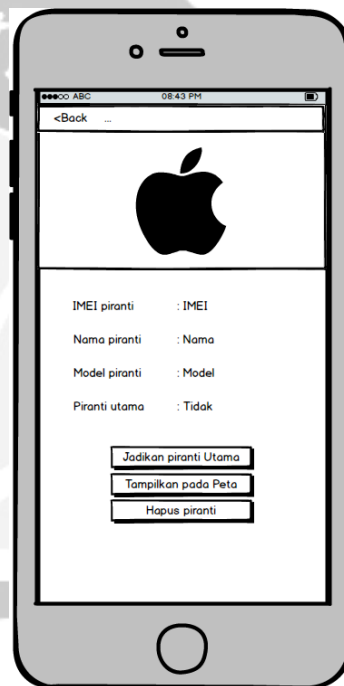 ABC 08:43 PM
<Back ...
IMEI piranti : IMEI
Nama piranti : Nama
Model piranti : Model
Piranti utama : Tidak
Jadikan piranti Utama
Tampilkan pada Peta
Hapus piranti